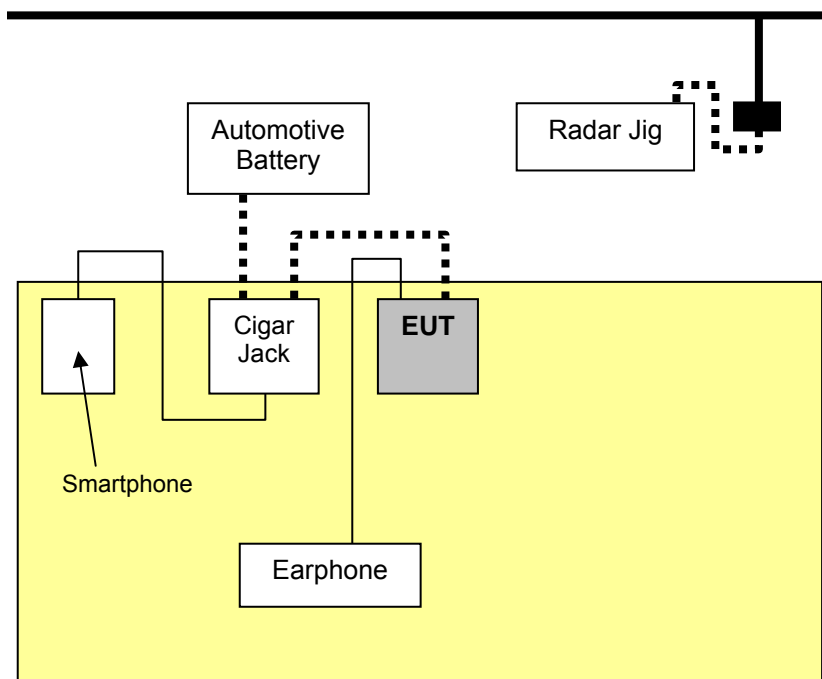 Automotive
Battery
Radar Jig
Cigar
Jack
EUT
Smartphone
Earphone